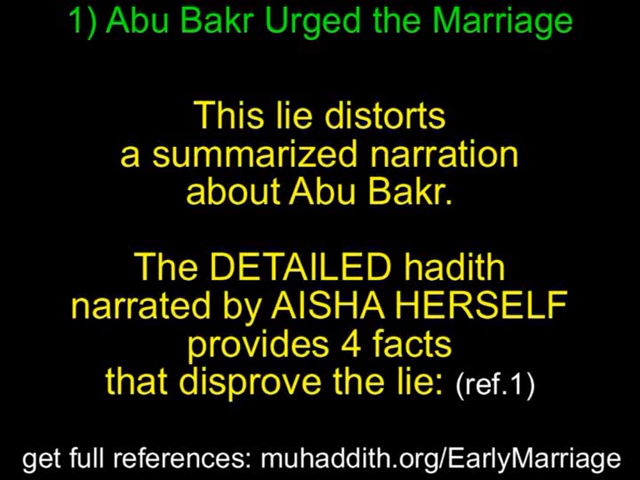 1) Abu Bakr Urged the Marriage
This lie distorts
a summarized narration
about Abu Bakr.
The DETAILED hadith
narrated by AISHA HERSELF
provides 4 facts
that disprove the lie: (ref.1)
get full references: muhaddith.org/EarlyMarriage